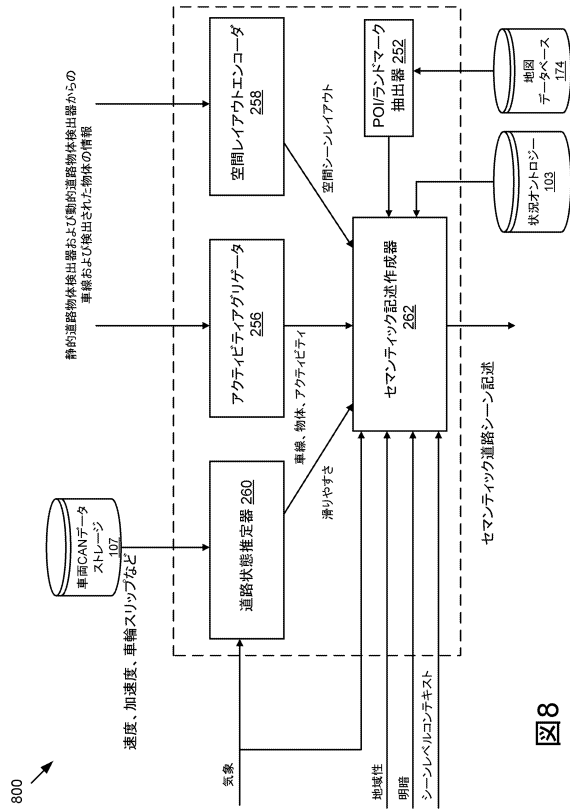 800
車両CANデータ
ストレージ
107
速度、加速度、車輪スリップなど
静的道路物体検出器および動的道路物体検出器からの
車線および検出された物体の情報
道路状態推定器 260
アクティビティアグリゲータ
256
空間レイアウトエンコーダ
258
滑りやすさ
車線、物体、アクティビティ
空間シーンレイアウト
気象
地域性
明暗
シーンレベルコンテキスト
セマンティック記述作成器
262
POI/ランドマーク
抽出器 252
状況オントロジー
103
地図
データベース
174
セマンティック道路シーン記述
図8